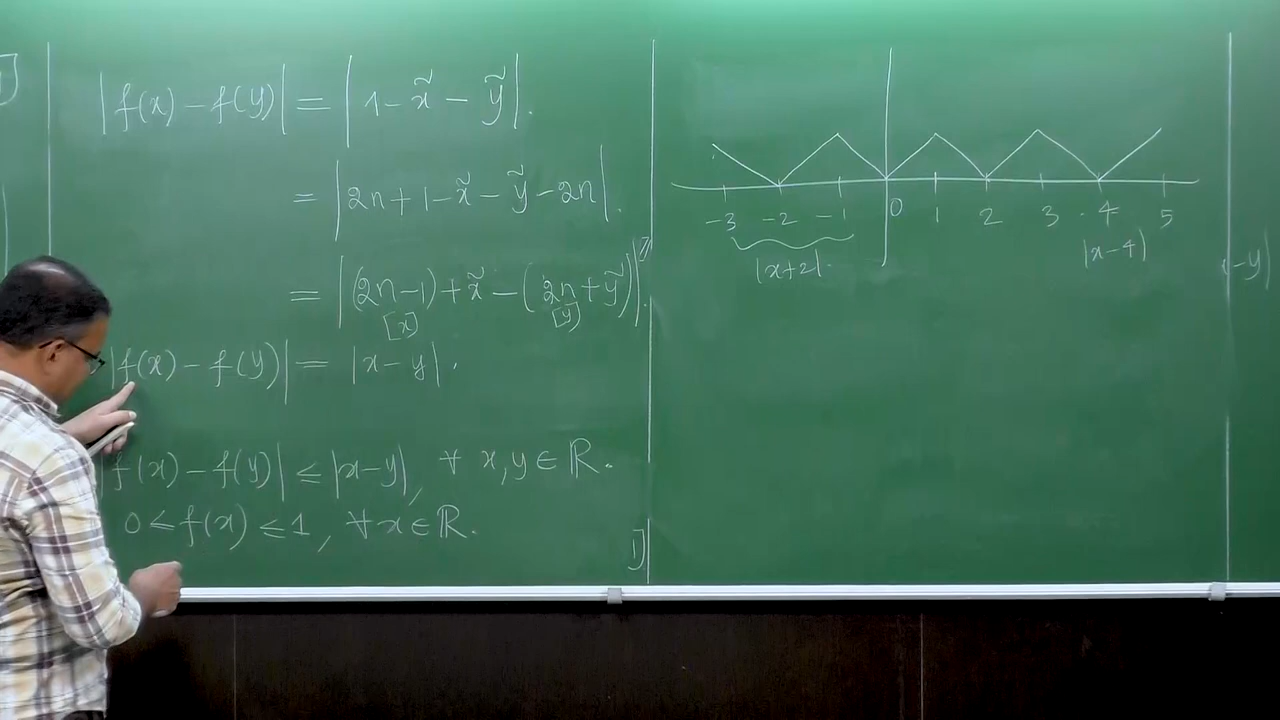 ]
|f(x) − f(y)| = |1 − x̃ − ỹ|.
= |2n + 1 − x̃ − ỹ − 2n|.
= |(2n − 1) + x̃ − (2n + ỹ)|.
[x] [y]
|f(x) − f(y)| = |x − y|.
f(x) − f(y)| ≤ |x − y|, ∀ x, y ∈ ℝ.
0 ≤ f(x) ≤ 1, ∀ x ∈ ℝ.
1]
−3 −2 −1 0 1 2 3 4 5
|x+2|. |x−4|
−y|